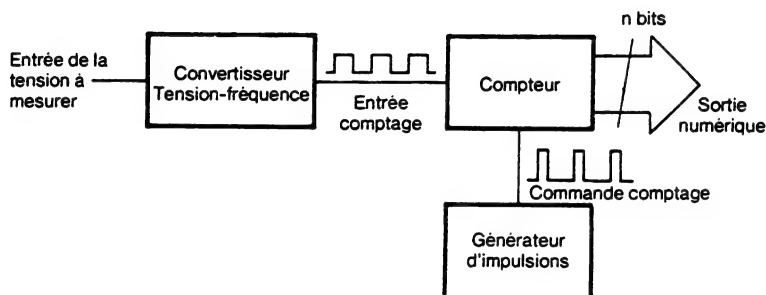 n bits
Entrée de la
tension à
mesurer
Convertisseur
Tension-fréquence
Entrée
comptage
Compteur
Sortie
numérique
Commande comptage
Générateur
d'impulsions